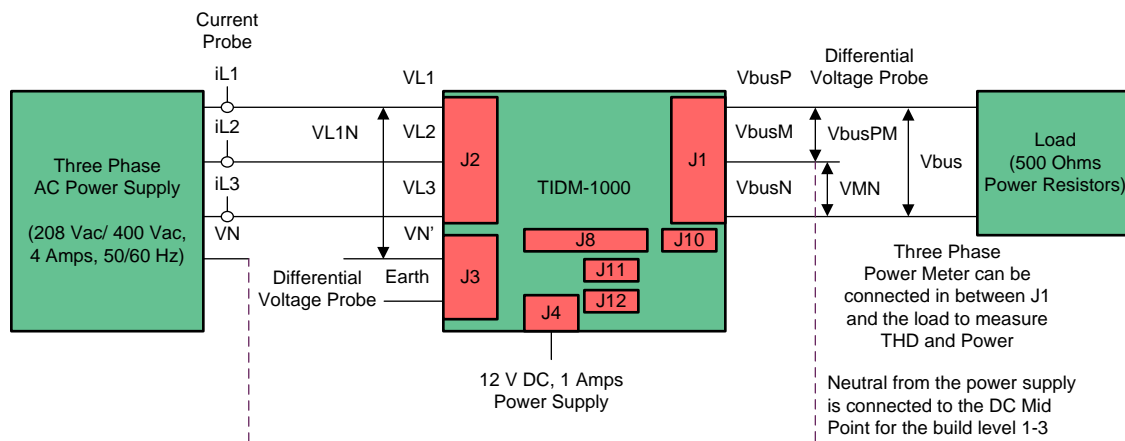 Current
Probe
iL1
iL2
iL3
VN
Three Phase
AC Power Supply
(208 Vac/ 400 Vac,
4 Amps, 50/60 Hz)
VL1N
VL1
VL2
VL3
VN'
Differential
Voltage Probe
Earth
J2
J3
J4
TIDM-1000
J8
J10
J11
J12
J1
12 V DC, 1 Amps
Power Supply
VbusP
VbusM
VbusN
Differential
Voltage Probe
VbusPM
VMN
Vbus
Load
(500 Ohms
Power Resistors)
Three Phase
Power Meter can be
connected in between J1
and the load to measure
THD and Power
Neutral from the power supply
is connected to the DC Mid
Point for the build level 1-3